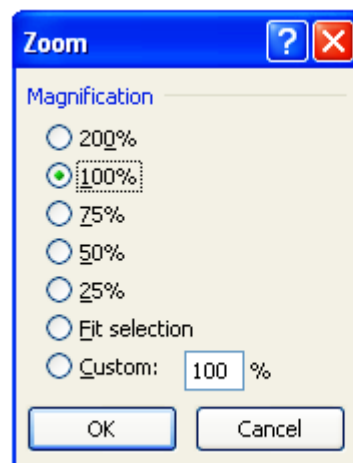 Zoom
Magnification
200%
100%
75%
50%
25%
Fit selection
Custom: 100 %
OK Cancel